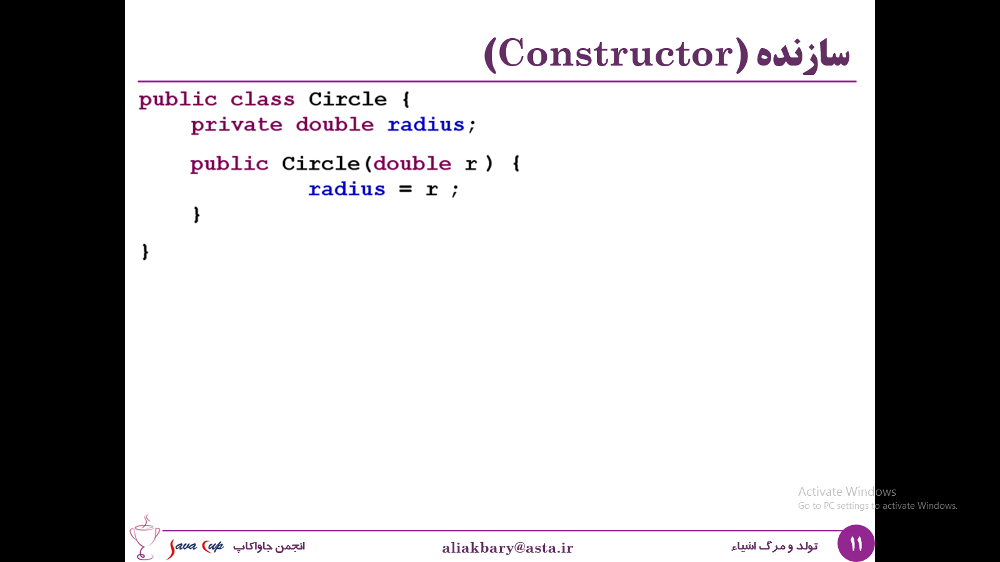 سازنده (Constructor)
public class Circle {
private double radius;
public Circle(double r ) {
radius = r ;
}
}
Activate Windows
Go to PC settings to activate Windows.
۱۱
تولد و مرگ اشیاء
aliakbary@asta.ir
انجمن جاواکاپ
Java Cup